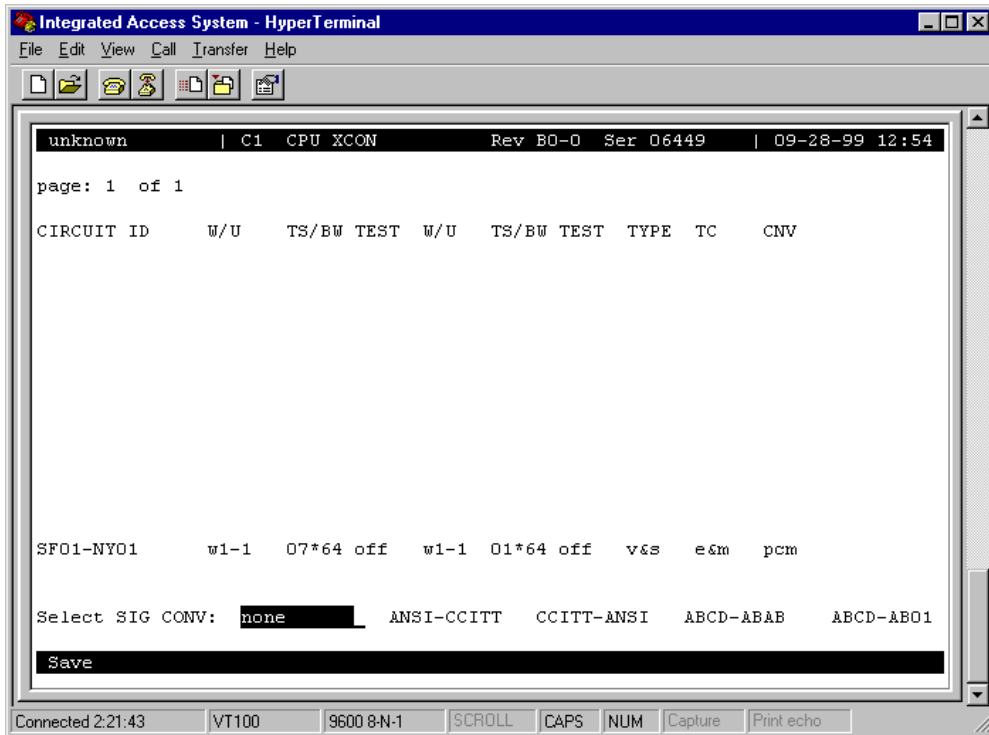 Integrated Access System - HyperTerminal
File Edit View Call Transfer Help
unknown | C1 CPU XCON Rev B0-0 Ser 06449 | 09-28-99 12:54
page: 1 of 1
CIRCUIT ID W/U TS/BW TEST W/U TS/BW TEST TYPE TC CNV
SF01-NY01 w1-1 07*64 off w1-1 01*64 off v&s e&m pcm
Select SIG CONV: none ANSI-CCITT CCITT-ANSI ABCD-ABAB ABCD-AB01
Save
Connected 2:21:43 VT100 9600 8-N-1 SCROLL CAPS NUM Capture Print echo